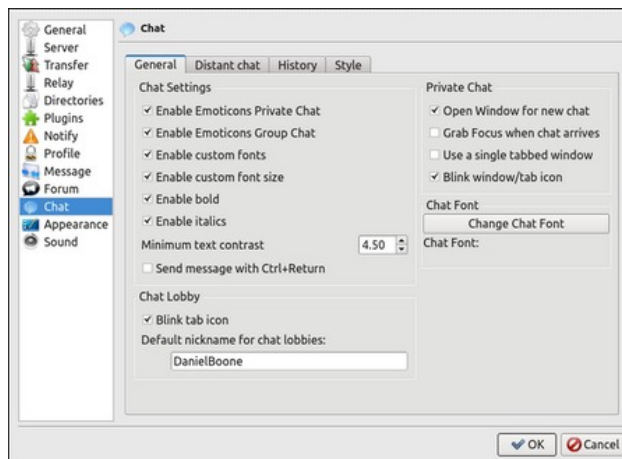 General
Server
Transfer
Relay
Directories
Plugins
Notify
Profile
Message
Forum
Chat
Appearance
Sound
Chat
General
Distant chat
History
Style
Chat Settings
Enable Emoticons Private Chat
Enable Emoticons Group Chat
Enable custom fonts
Enable custom font size
Enable bold
Enable italics
Minimum text contrast 4.50
Send message with Ctrl+Return
Chat Lobby
Blink tab icon
Default nickname for chat lobbies:
DanielBoone
Private Chat
Open Window for new chat
Grab Focus when chat arrives
Use a single tabbed window
Blink window/tab icon
Chat Font
Change Chat Font
Chat Font:
OK
Cancel